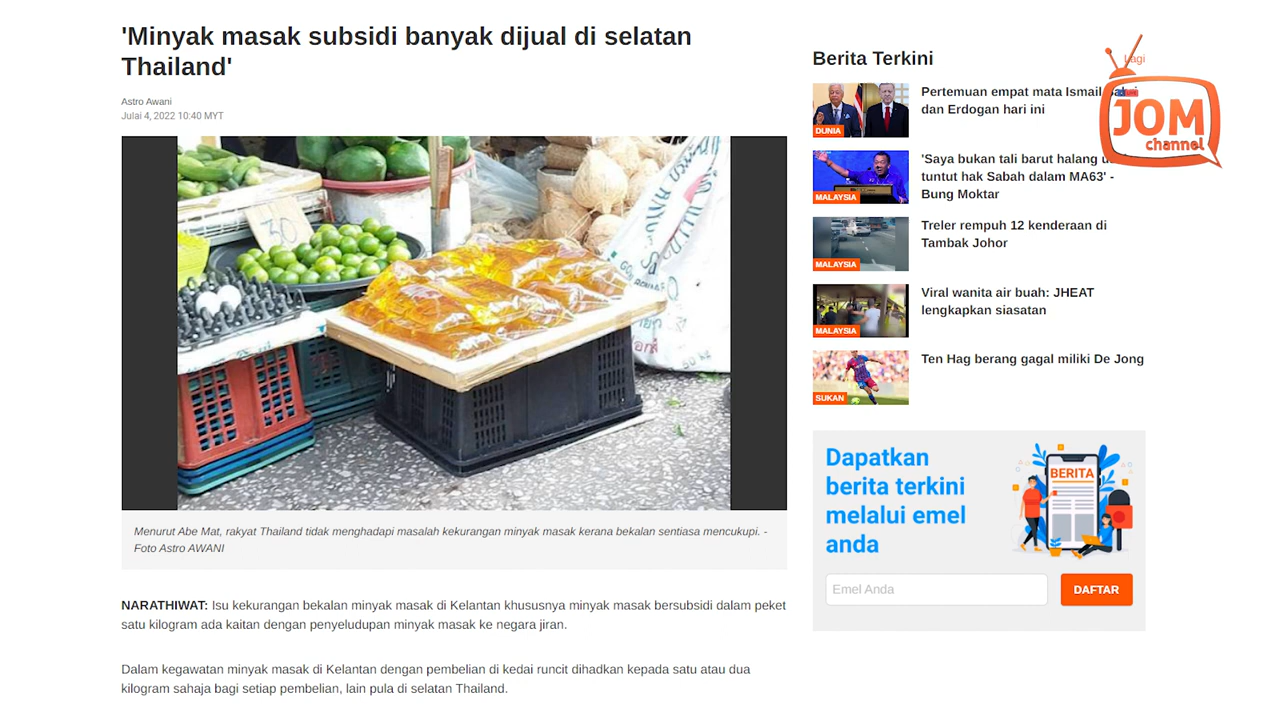 'Minyak masak subsidi banyak dijual di selatan
Thailand'
Astro Awani
Julai 4, 2022 10:40 MYT
30
Menurut Abe Mat, rakyat Thailand tidak menghadapi masalah kekurangan minyak masak kerana bekalan sentiasa mencukupi. -
Foto Astro AWANI
NARATHIWAT: Isu kekurangan bekalan minyak masak di Kelantan khususnya minyak masak bersubsidi dalam peket
satu kilogram ada kaitan dengan penyeludupan minyak masak ke negara jiran.
Dalam kegawatan minyak masak di Kelantan dengan pembelian di kedai runcit dihadkan kepada satu atau dua
kilogram sahaja bagi setiap pembelian, lain pula di selatan Thailand.
Berita Terkini
Lagi
JOM
channel
Pertemuan empat mata Ismail
dan Erdogan hari ini
DUNIA
'Saya bukan tali barut halang
tuntut hak Sabah dalam MA63' -
Bung Moktar
MALAYSIA
Treler rempuh 12 kenderaan di
Tambak Johor
MALAYSIA
Viral wanita air buah: JHEAT
lengkapkan siasatan
MALAYSIA
Ten Hag berang gagal miliki De Jong
SUKAN
Dapatkan
berita terkini
melalui emel
anda
BERITA
Emel Anda
DAFTAR